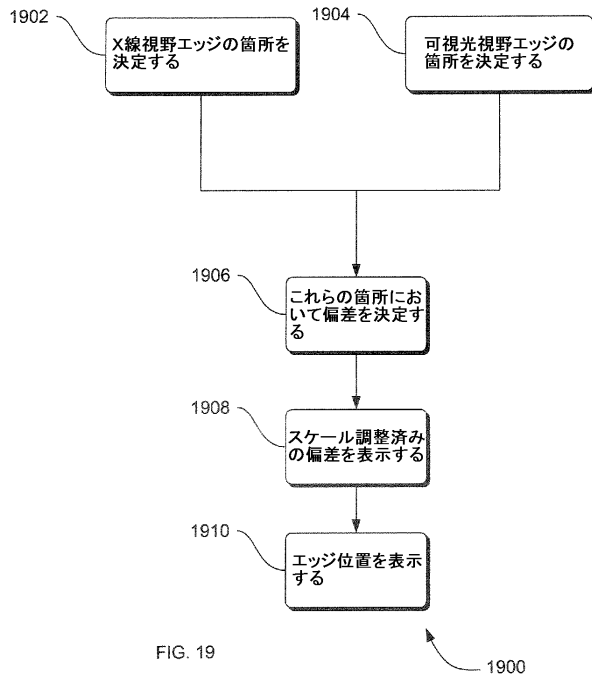 1902
X線視野エッジの箇所を
決定する
1904
可視光視野エッジの
箇所を決定する
1906
これらの箇所にお
いて偏差を決定す
る
1908
スケール調整済み
の偏差を表示する
1910
エッジ位置を表示
する
FIG. 19
1900